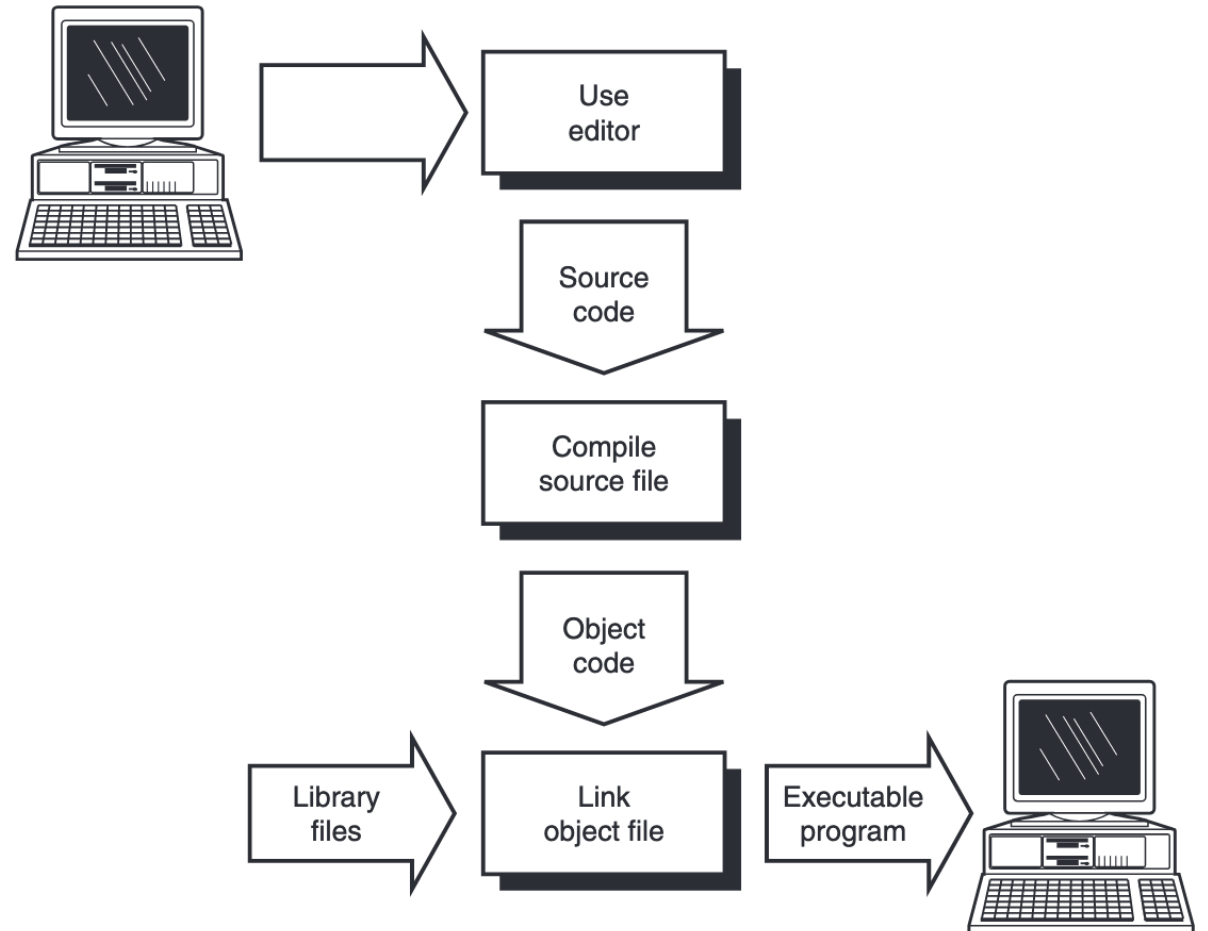 Use
editor
Source
code
Compile
source file
Object
code
Library
files
Link
object file
Executable
program